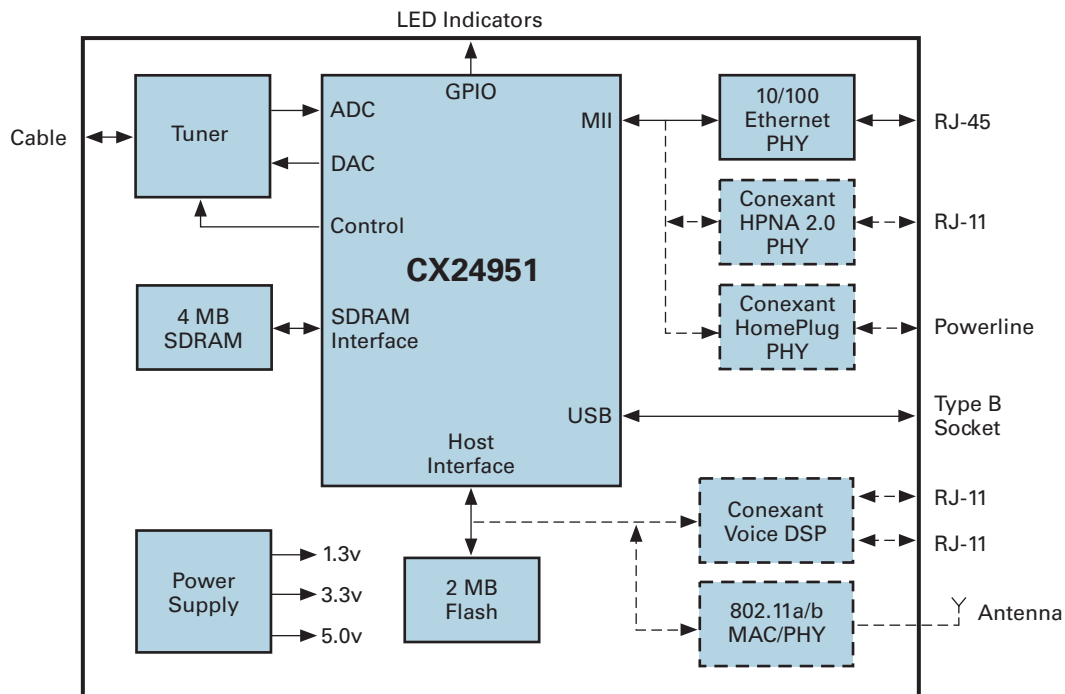 LED Indicators
GPIO
Tuner
ADC
DAC
Control
Cable
CX24951
MII
10/100
Ethernet
PHY
RJ-45
Conexant
HPNA 2.0
PHY
RJ-11
Conexant
HomePlug
PHY
Powerline
4 MB
SDRAM
SDRAM
Interface
USB
Type B
Socket
Host
Interface
Conexant
Voice DSP
RJ-11
RJ-11
Power
Supply
1.3v
3.3v
5.0v
2 MB
Flash
802.11a/b
MAC/PHY
Antenna